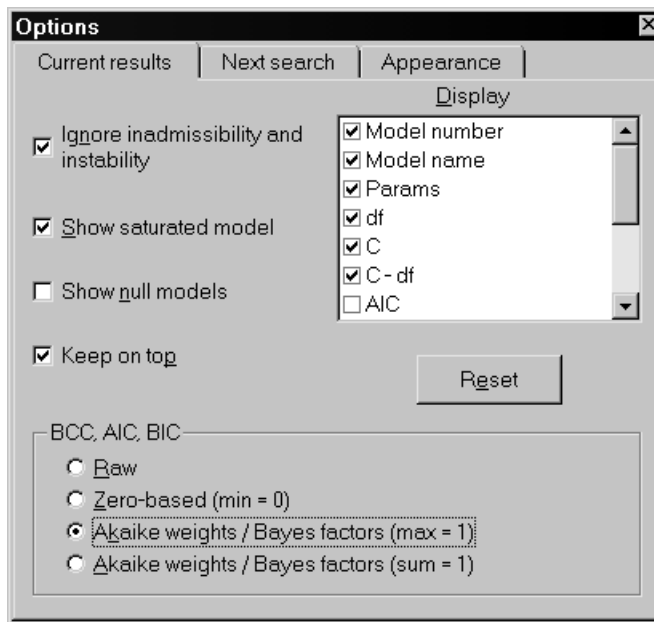 Options
Current results
Next search
Appearance
Display
Ignore inadmissibility and
instability
Show saturated model
Show null models
Keep on top
Model number
Model name
Params
df
C
C - df
AIC
Reset
BCC, AIC, BIC
Raw
Zero-based (min = 0)
Akaike weights / Bayes factors (max = 1)
Akaike weights / Bayes factors (sum = 1)